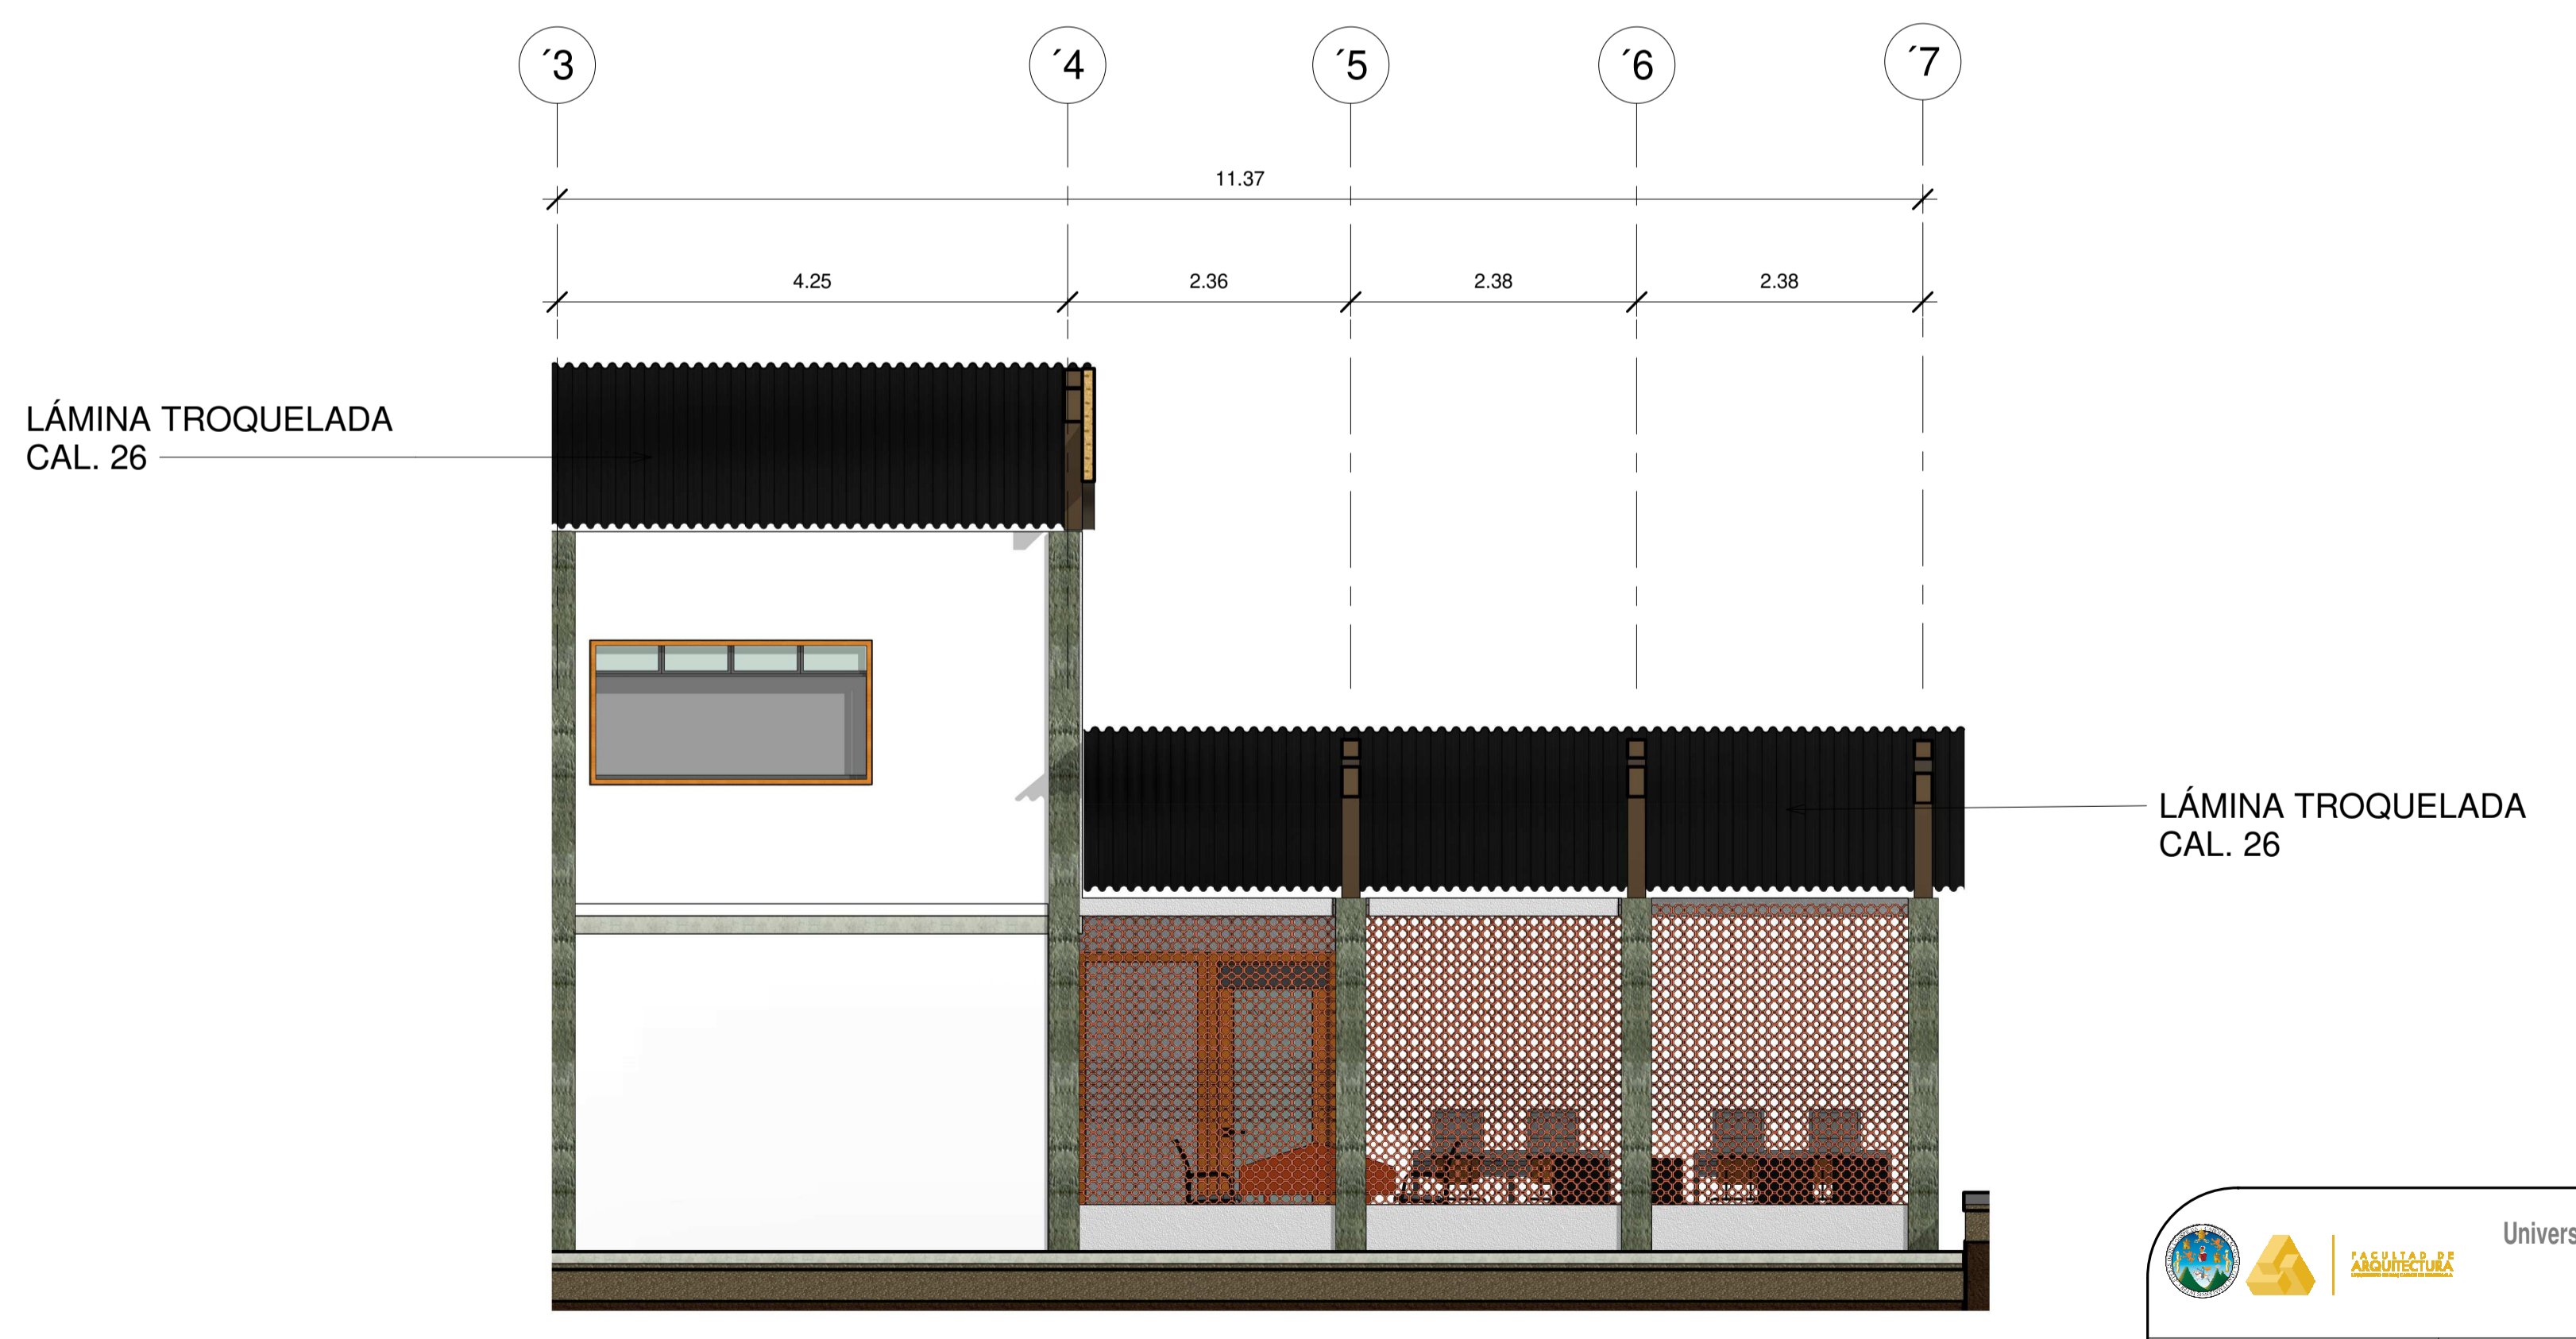 ´3
´4
´5
´6
´7
11.37
4.25
2.36
2.38
2.38
LÁMINA TROQUELADA
CAL. 26
LÁMINA TROQUELADA
CAL. 26
Univers
FACULTAD DE
ARQUITECTURA